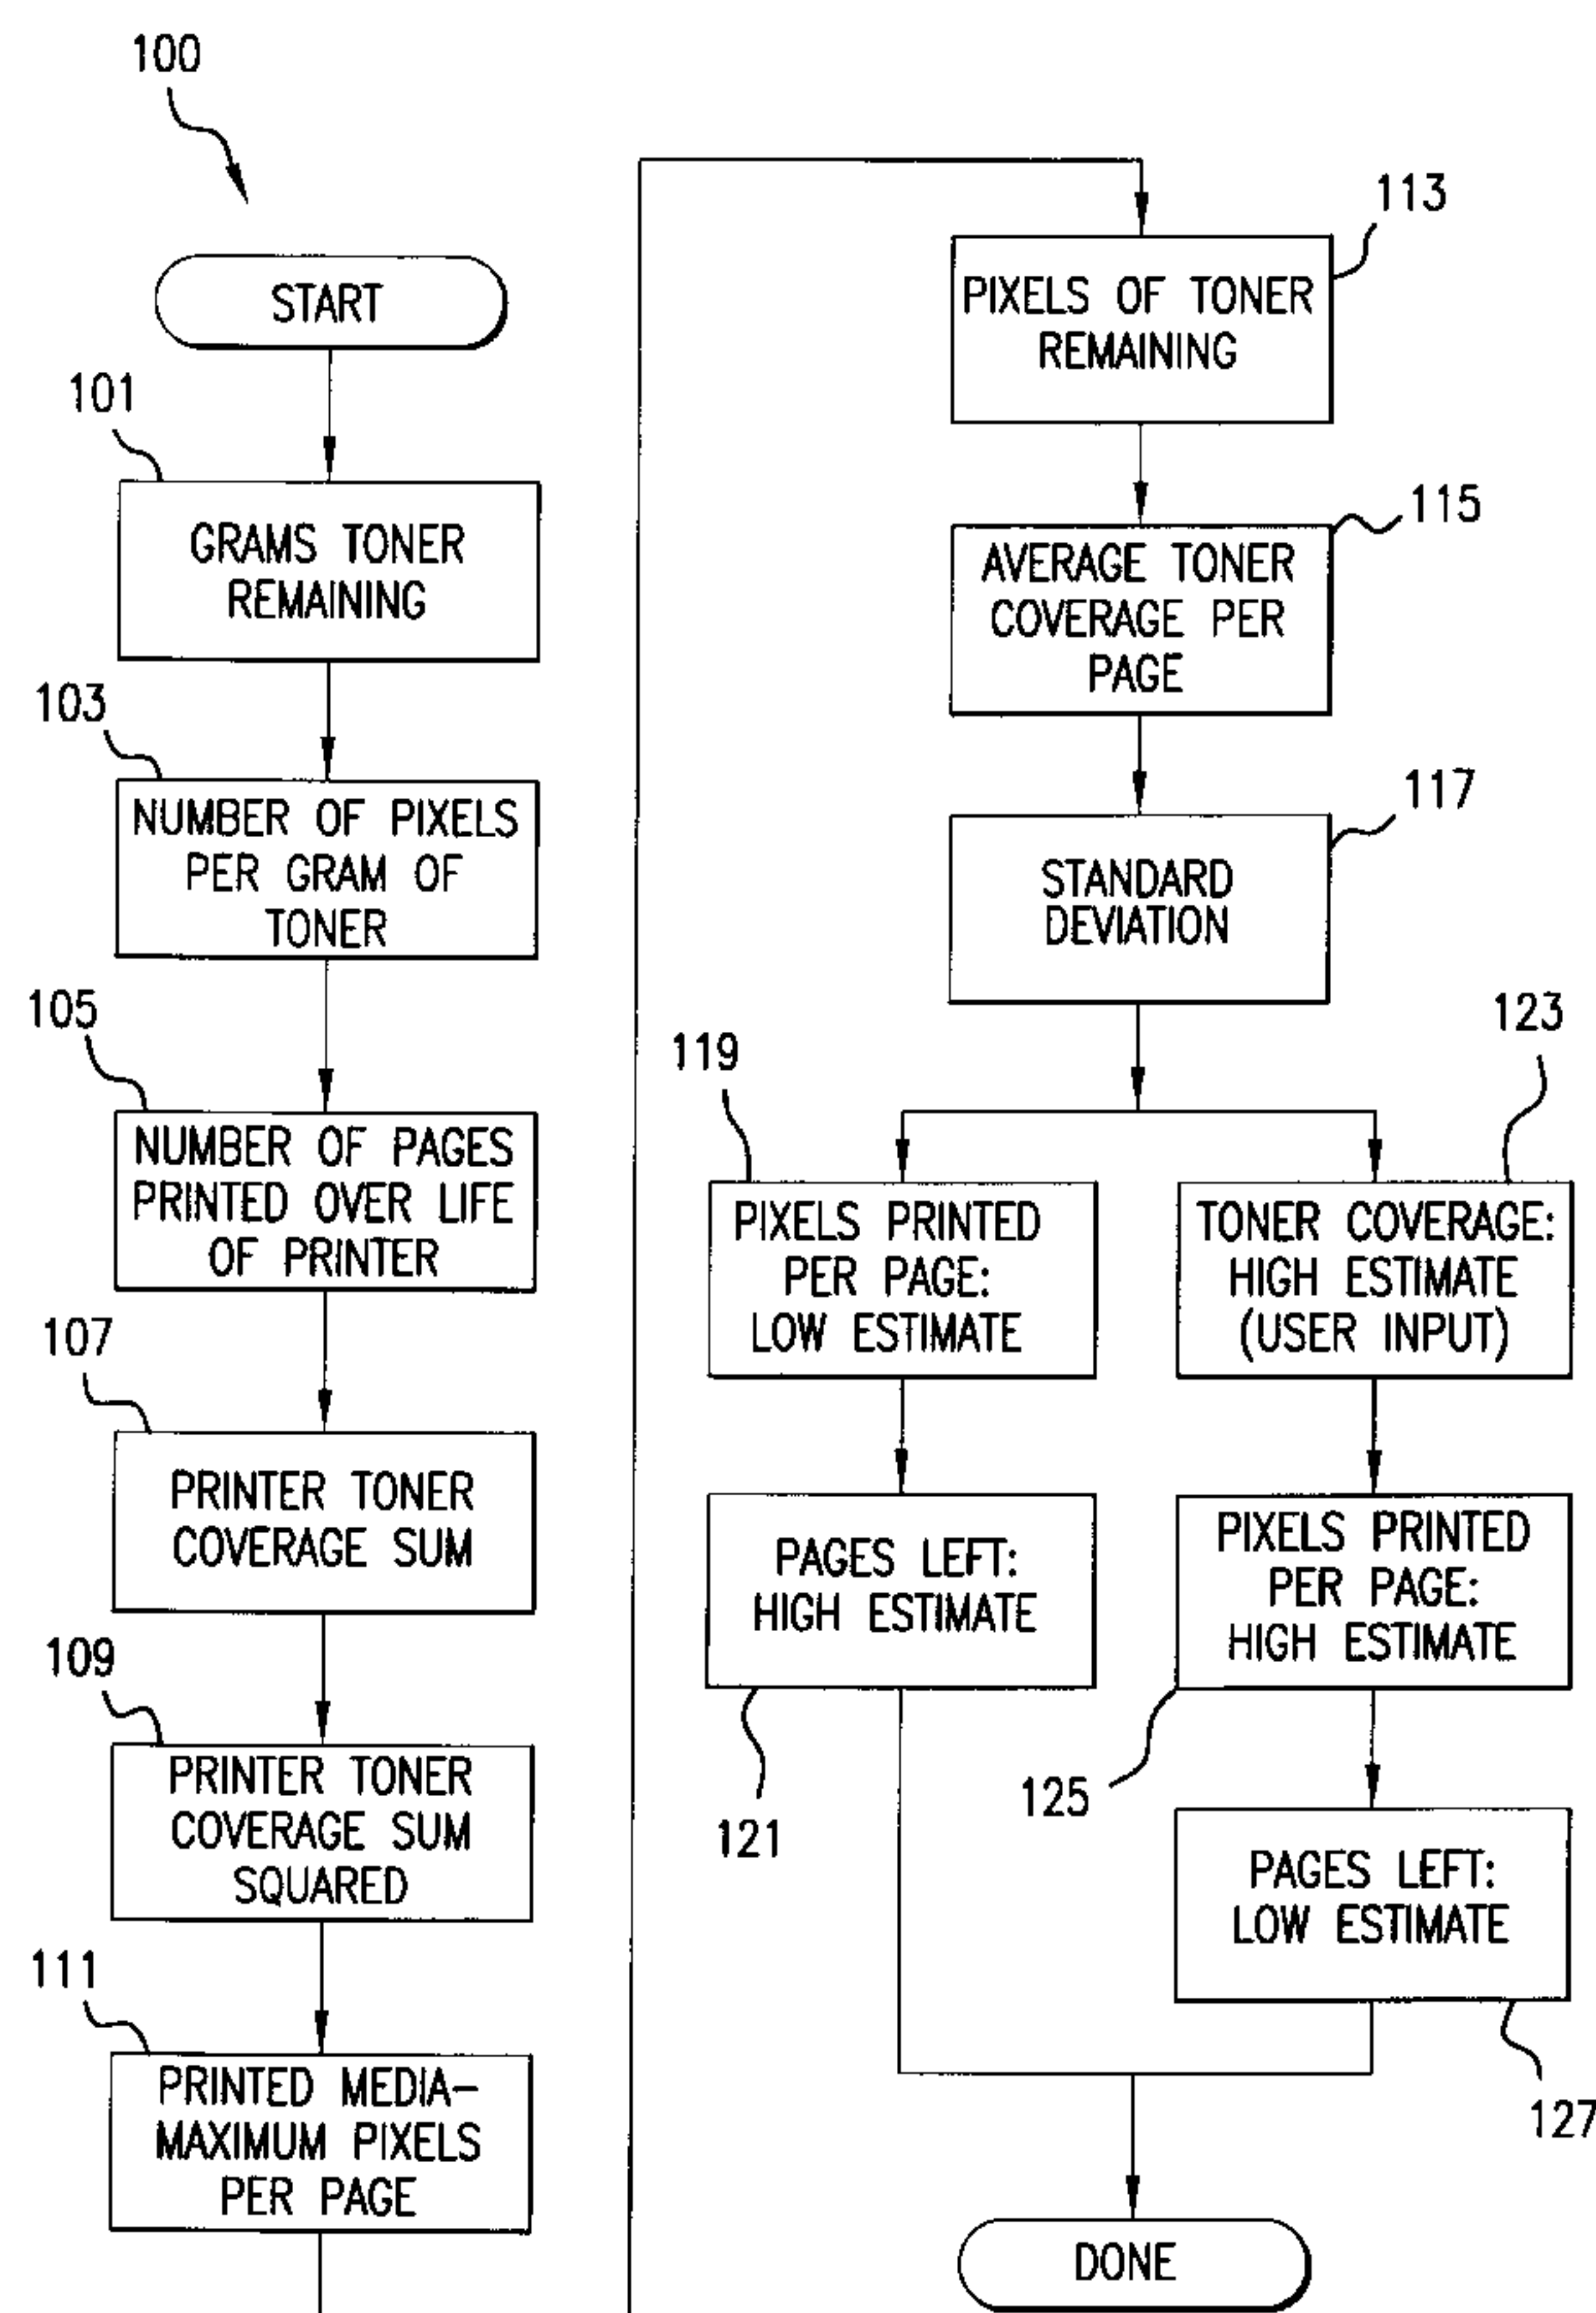 100
START
101
GRAMS TONER
REMAINING
103
NUMBER OF PIXELS
PER GRAM OF
TONER
105
NUMBER OF PAGES
PRINTED OVER LIFE
OF PRINTER
107
PRINTER TONER
COVERAGE SUM
109
PRINTER TONER
COVERAGE SUM
SQUARED
111
PRINTED MEDIA-
MAXIMUM PIXELS
PER PAGE
113
PIXELS OF TONER
REMAINING
115
AVERAGE TONER
COVERAGE PER
PAGE
117
STANDARD
DEVIATION
119
PIXELS PRINTED
PER PAGE:
LOW ESTIMATE
PAGES LEFT:
HIGH ESTIMATE
121
123
TONER COVERAGE:
HIGH ESTIMATE
(USER INPUT)
PIXELS PRINTED
PER PAGE:
HIGH ESTIMATE
125
PAGES LEFT:
LOW ESTIMATE
127
DONE